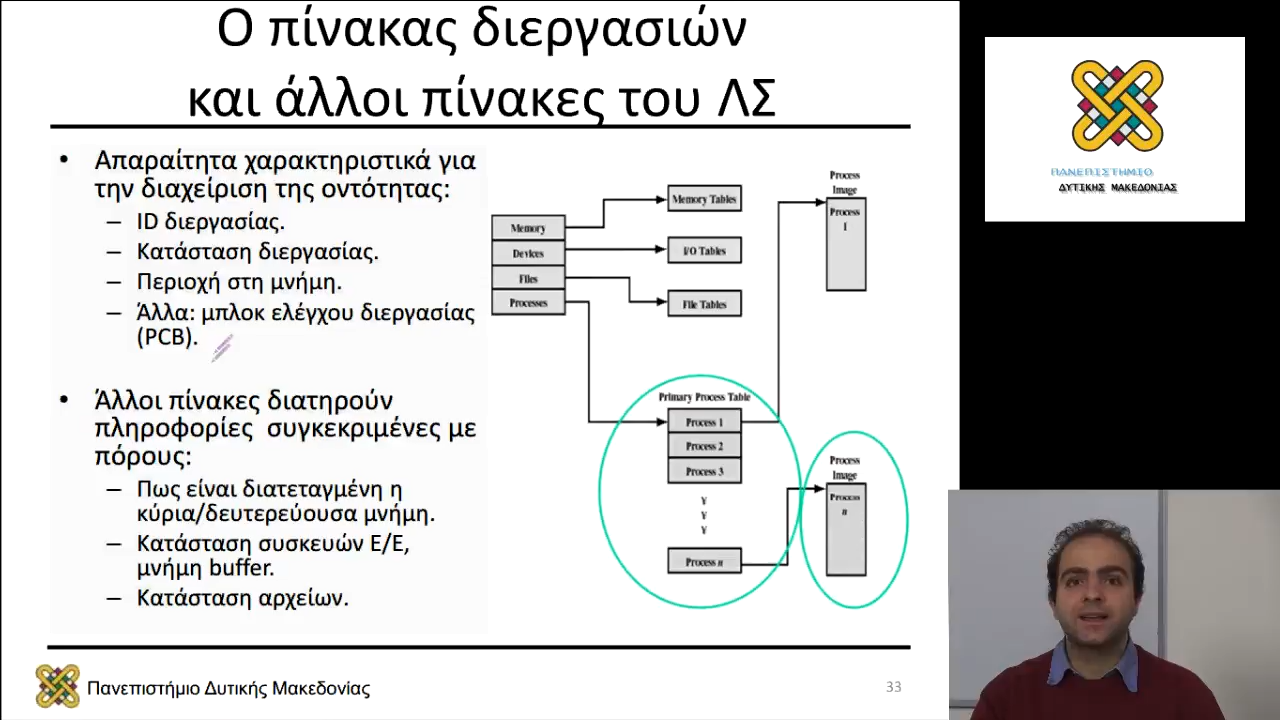 Ο πίνακας διεργασιών
και άλλοι πίνακες του ΛΣ
• Απαραίτητα χαρακτηριστικά για
την διαχείριση της οντότητας:
– ID διεργασίας.
– Κατάσταση διεργασίας.
– Περιοχή στη μνήμη.
– Άλλα: μπλοκ ελέγχου διεργασίας
(PCB).
• Άλλοι πίνακες διατηρούν
πληροφορίες συγκεκριμένες με
πόρους:
– Πως είναι διατεταγμένη η
κύρια/δευτερεύουσα μνήμη.
– Κατάσταση συσκευών Ε/Ε,
μνήμη buffer.
– Κατάσταση αρχείων.
Memory
Devices
Files
Processes
Memory Tables
I/O Tables
File Tables
Primary Process Table
Process 1
Process 2
Process 3
¥
¥
¥
Process n
Process
Image
Process
1
Process
Image
Process
n
Πανεπιστήμιο Δυτικής Μακεδονίας
33
ΠΑΝΕΠΙΣΤΗΜΙΟ
ΔΥΤΙΚΗΣ ΜΑΚΕΔΟΝΙΑΣ